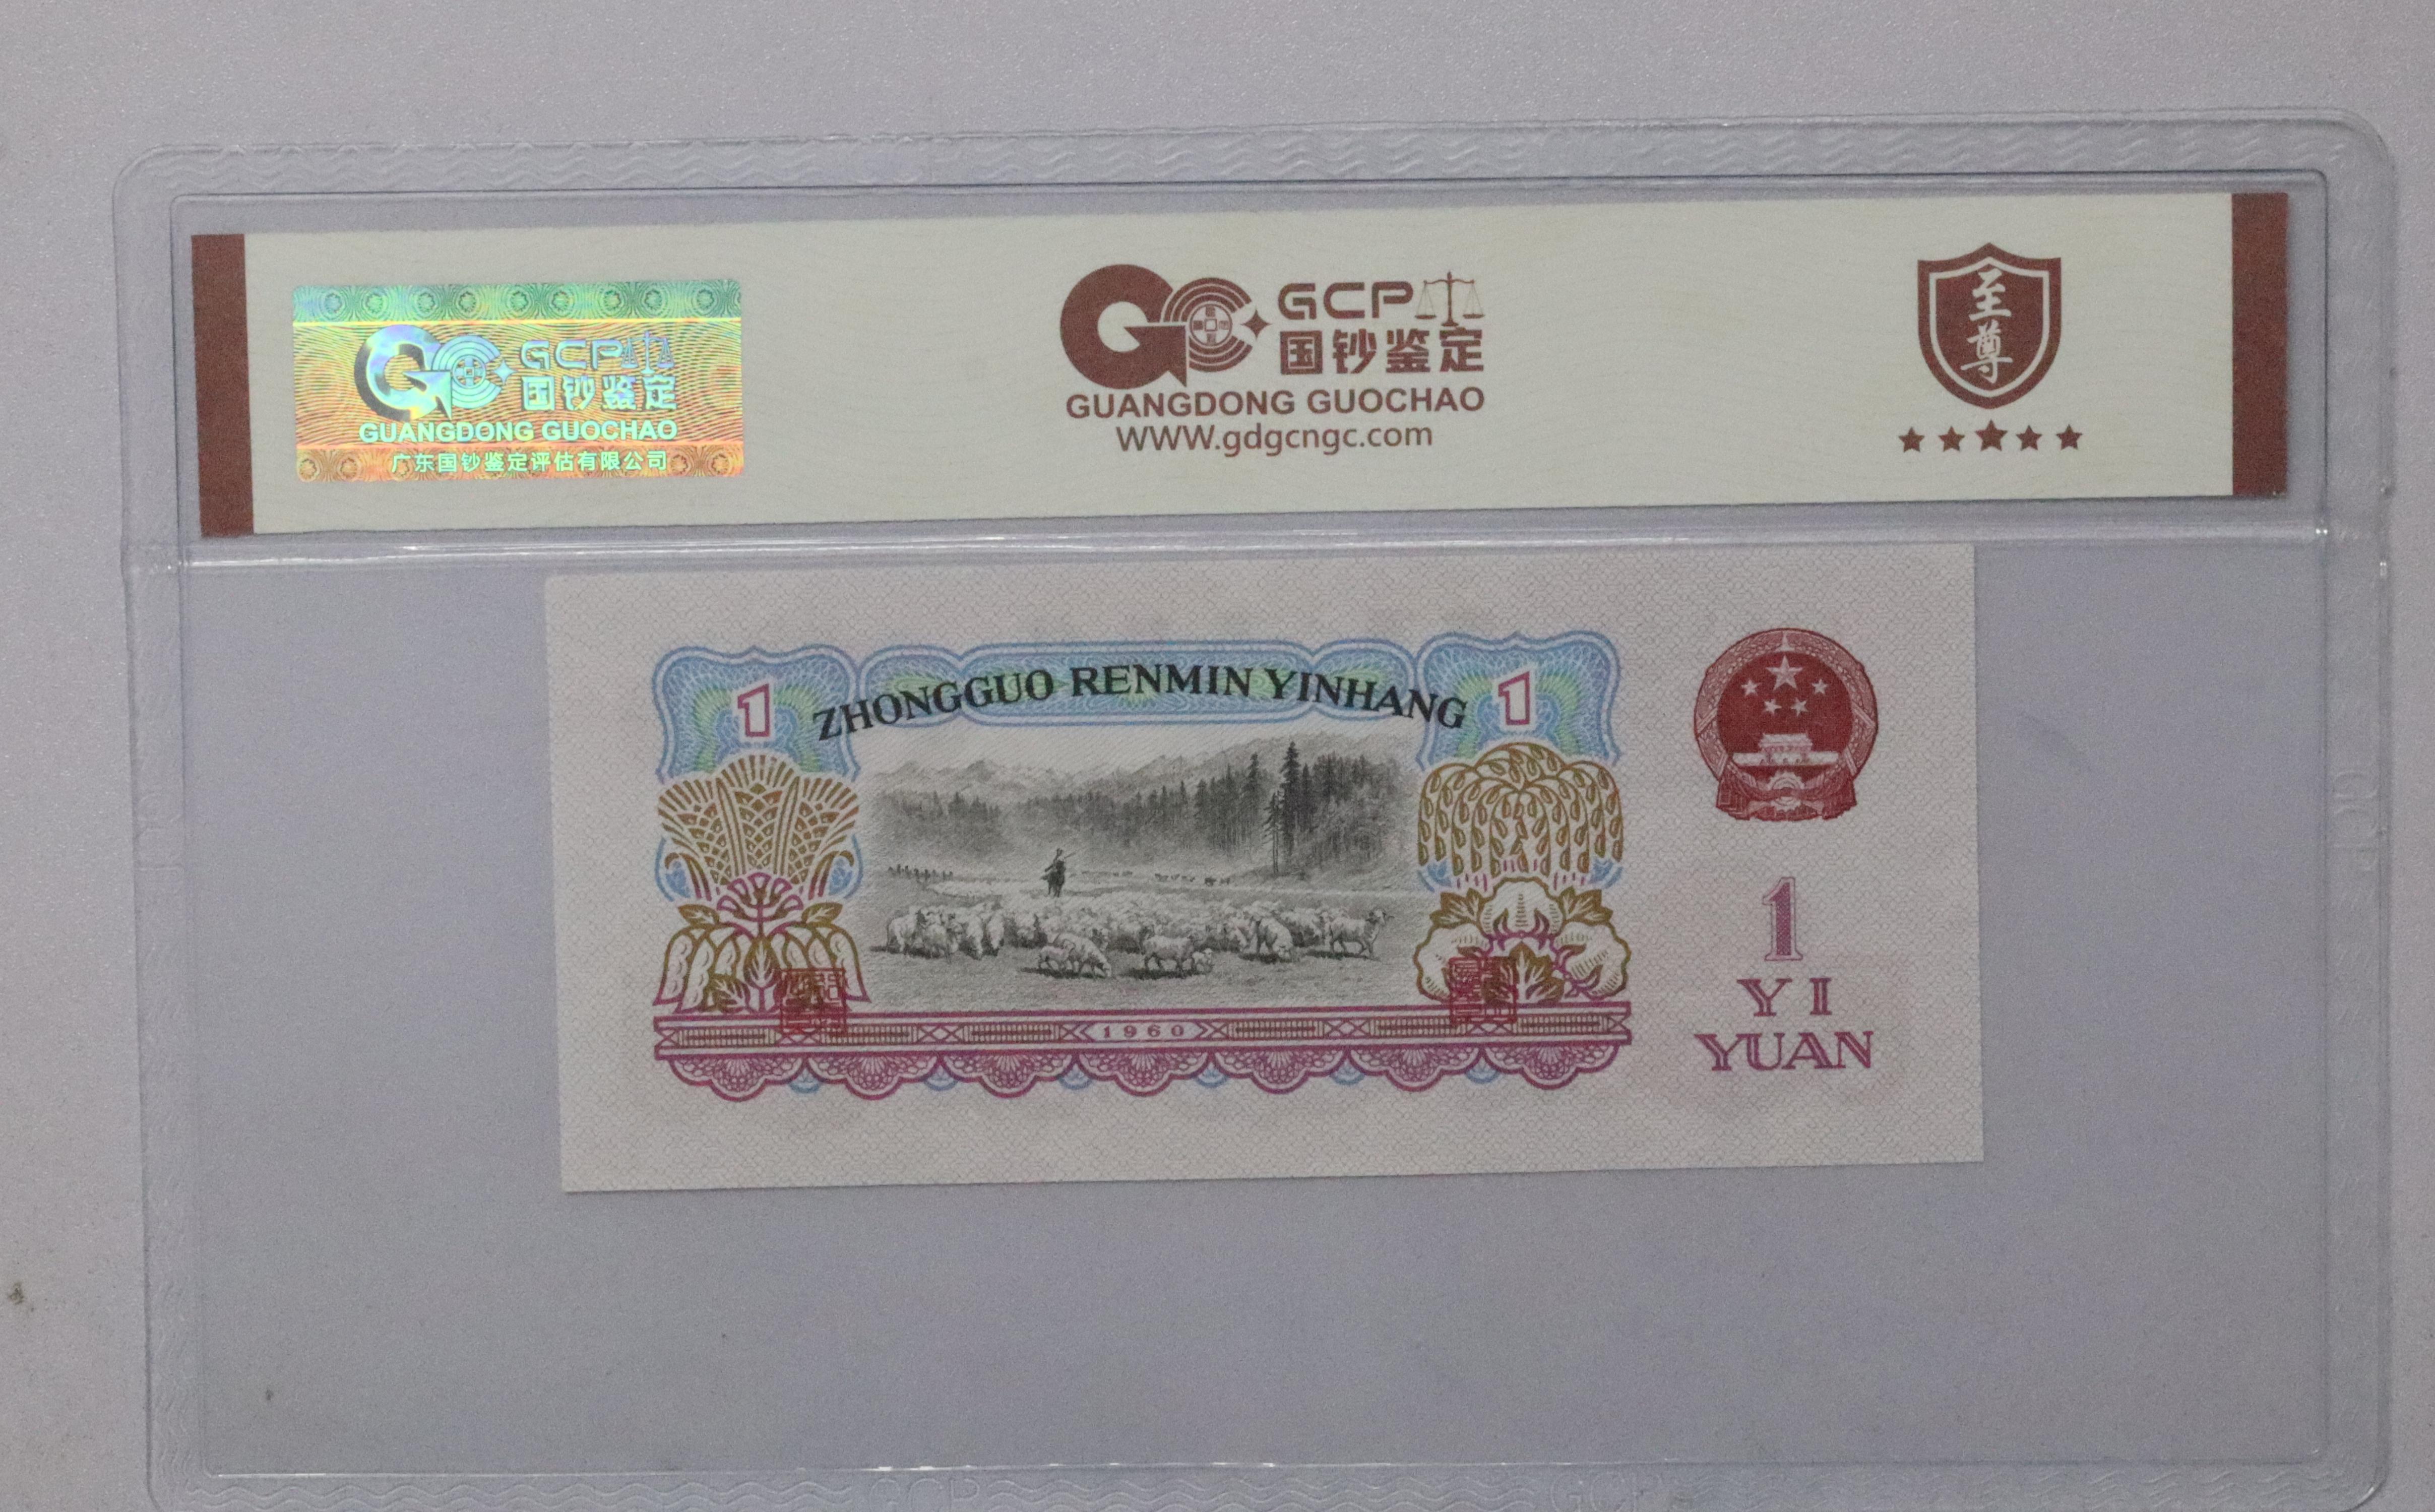 GCP
国钞鉴定
GUANGDONG GUOCHAO
广东国钞鉴定评估有限公司
GCP
国钞鉴定
GUANGDONG GUOCHAO
WWW.gdgcngc.com
至尊
1
ZHONGGUO RENMIN YINHANG
1
1960
1
YI
YUAN
GCP
GCP